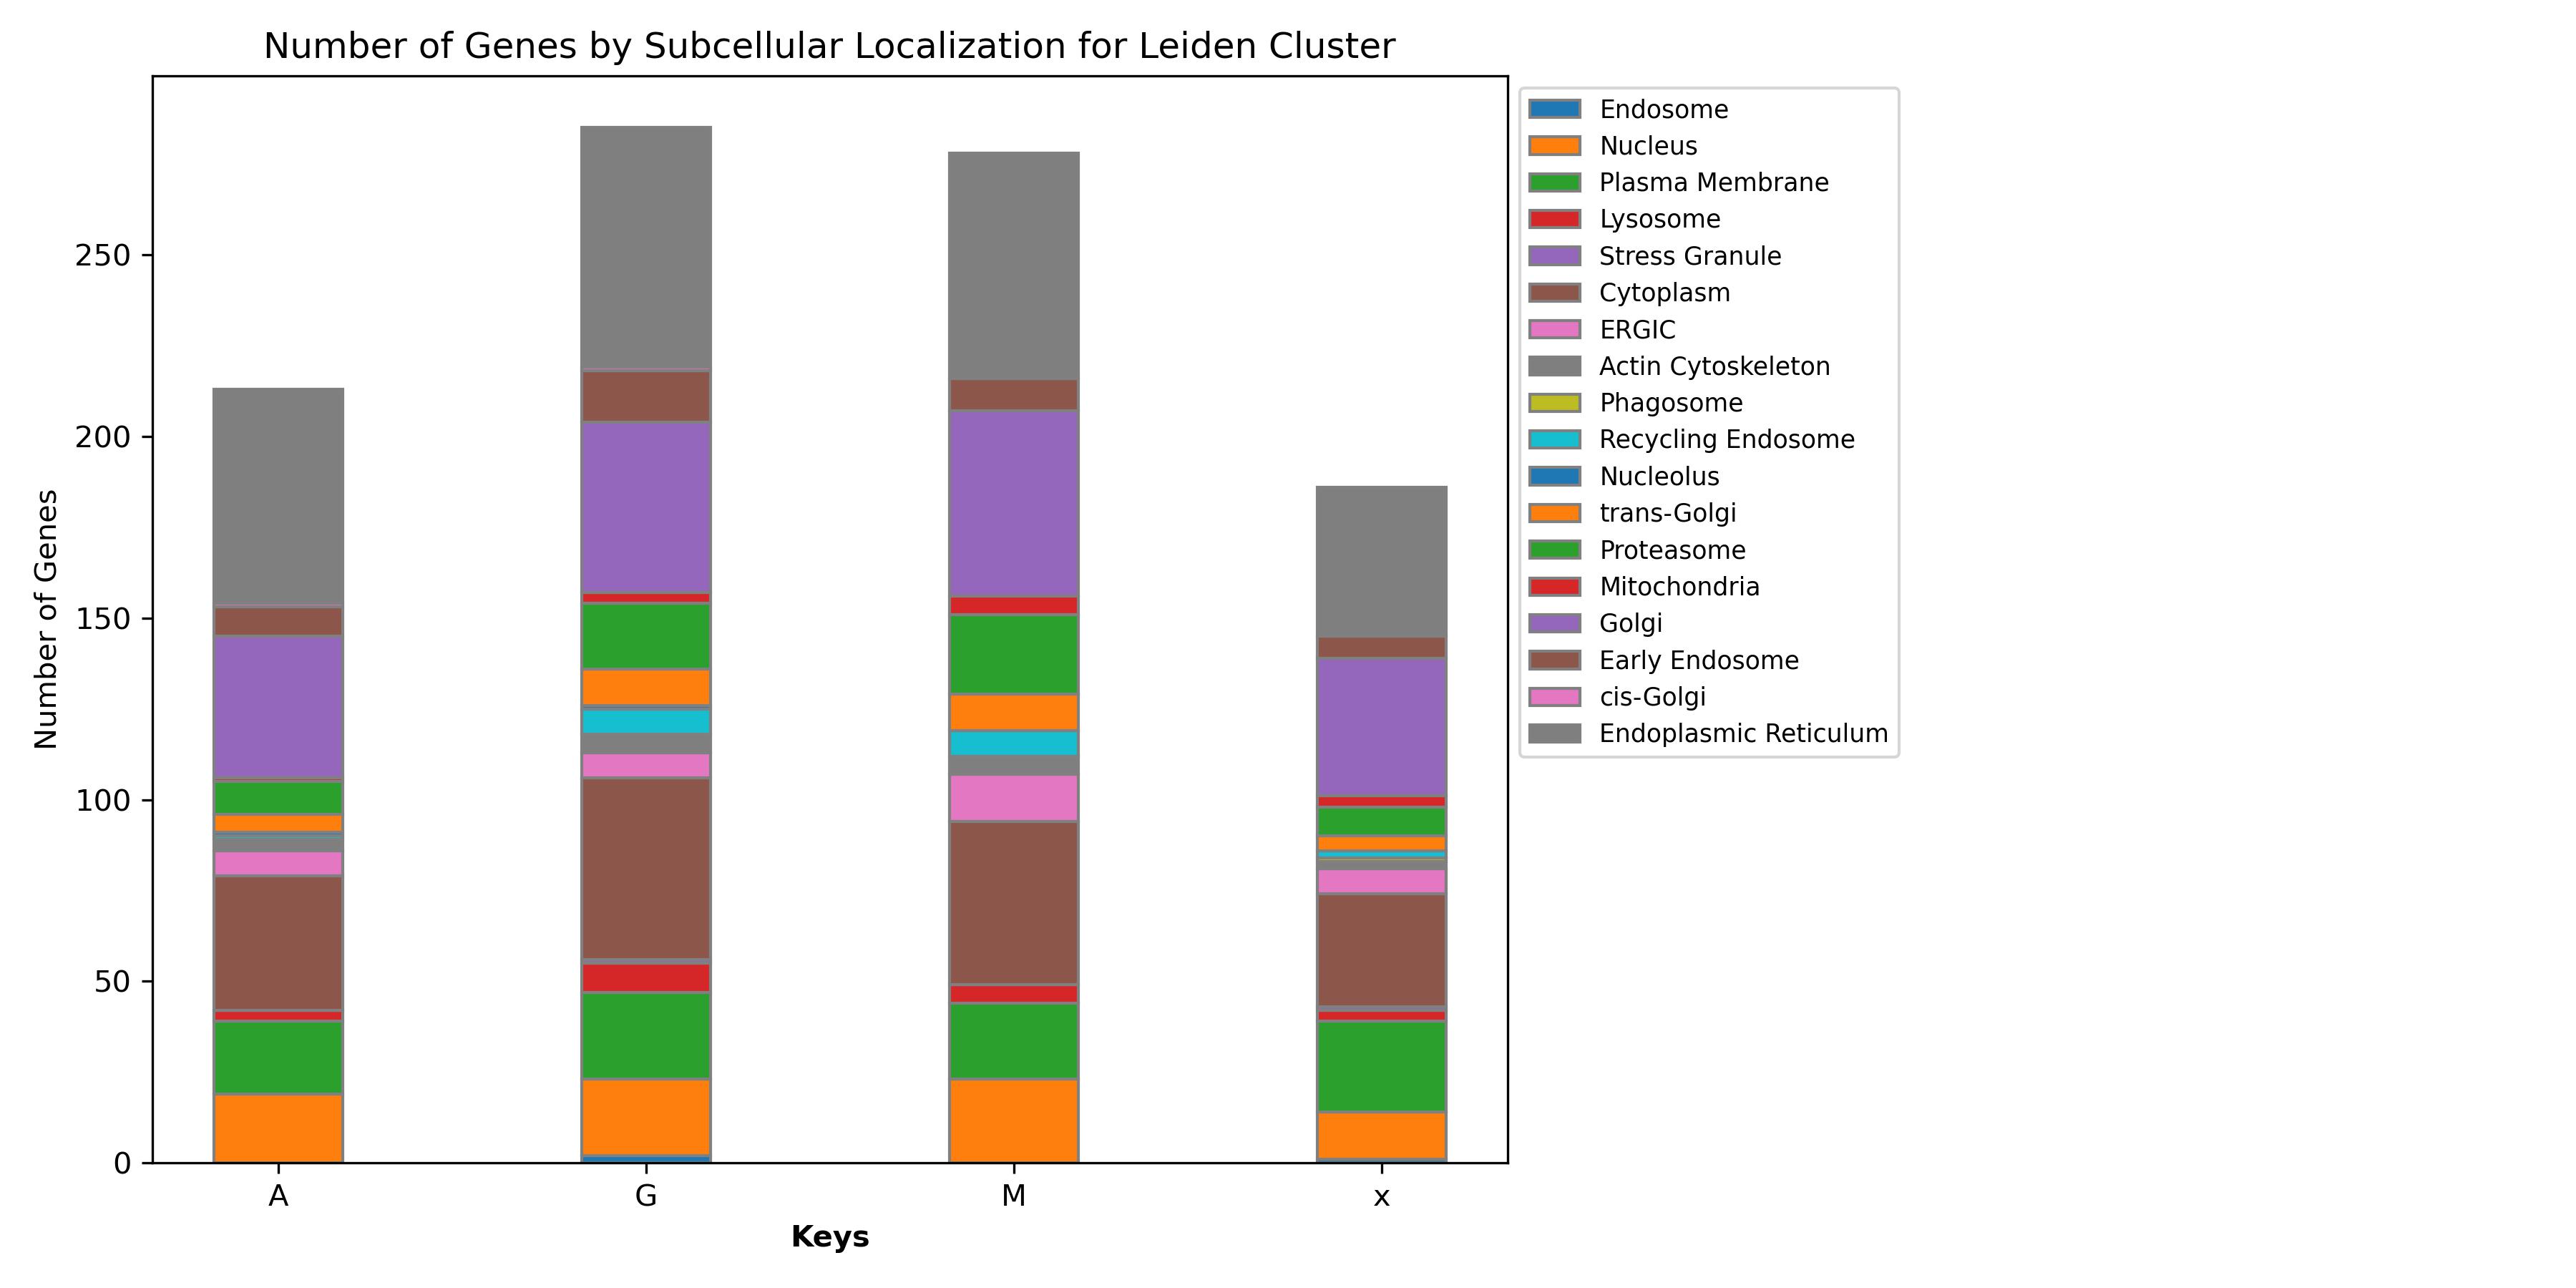 Number of Genes by Subcellular Localization for Leiden Cluster
Number of Genes
250
200
150
100
50
0
A
G
M
x
Keys
Endosome
Nucleus
Plasma Membrane
Lysosome
Stress Granule
Cytoplasm
ERGIC
Actin Cytoskeleton
Phagosome
Recycling Endosome
Nucleolus
trans-Golgi
Proteasome
Mitochondria
Golgi
Early Endosome
cis-Golgi
Endoplasmic Reticulum